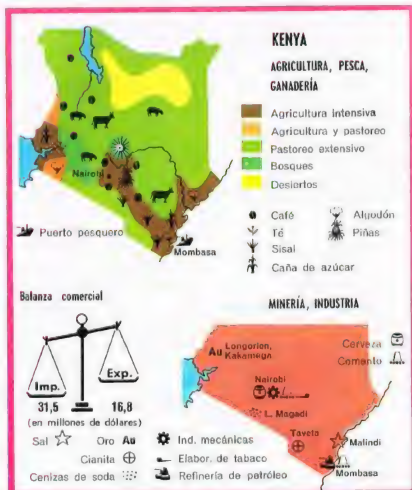 KENYA
AGRICULTURA, PESCA,
GANADERÍA
Agricultura intensiva
Agricultura y pastoreo
Pastoreo extensivo
Bosques
Desiertos
Café
Algodón
Té
Piñas
Sisal
Caña de azúcar
Nairobi
Puerto pesquero
Mombasa
Balanza comercial
Imp.
Exp.
31,5
16,8
(en millones de dólares)
MINERÍA, INDUSTRIA
Au Longorion,
Kakamega
Cerveza
Cemento
Nairobi
L. Magadi
Taveta
Malindi
Mombasa
Sal
Oro Au
Ind. mecánicas
Cianita
Elabor. de tabaco
Cenizas de soda
Refinería de petróleo